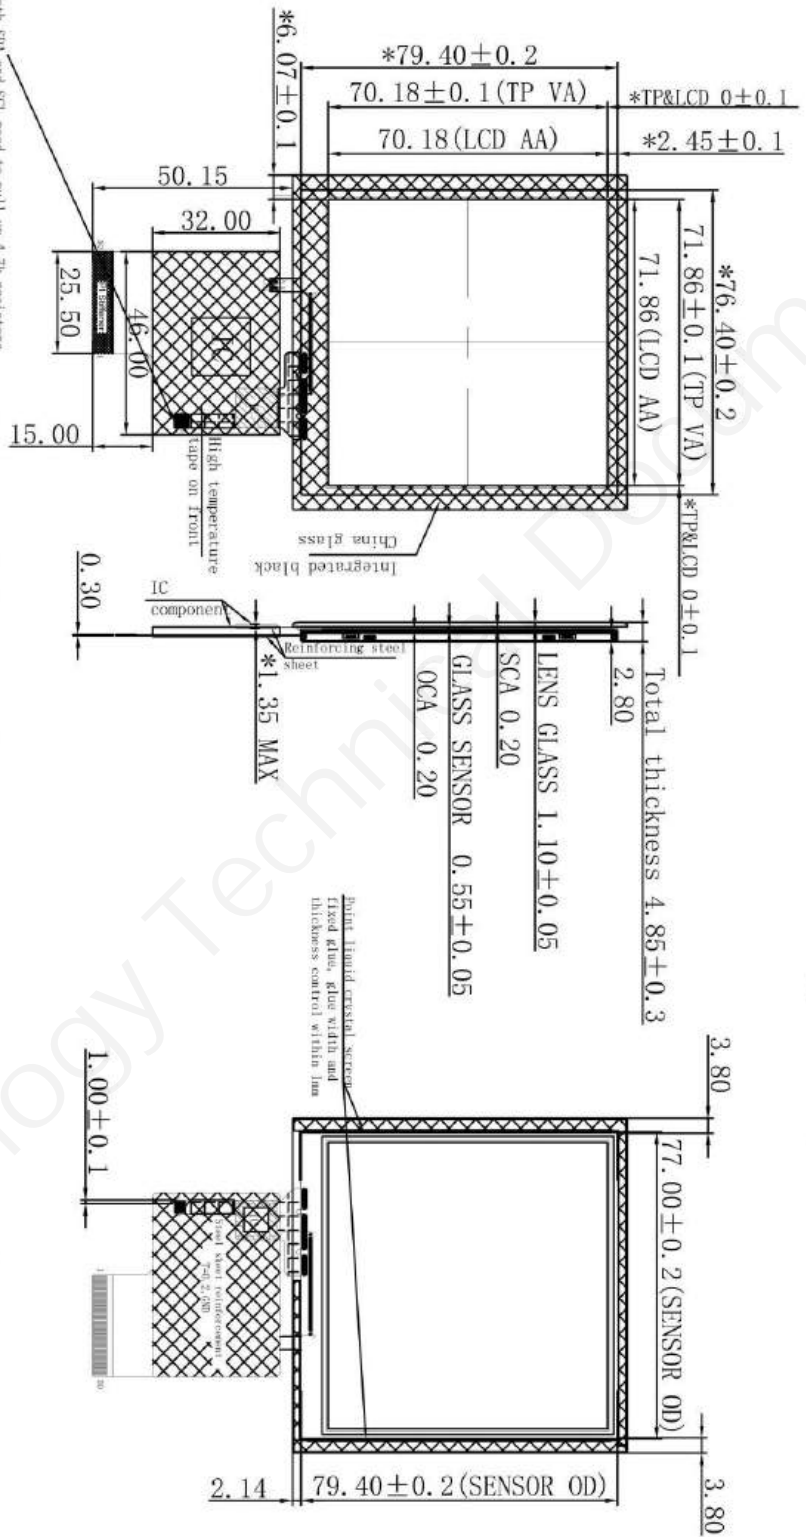 *79.40±0.2
70.18±0.1(TP VA)
*TP&LCD 0±0.1
70.18(LCD AA)
*2.45±0.1
*6.07±0.1
50.15
32.00
25.50
46.00
15.00
High temperature
tape on front
71.86(LCD AA)
71.86±0.1(TP VA)
*76.40±0.2
*TP&LCD 0±0.1
Integrated black
China glass
0.30
IC
component
Reinforcing steel
sheet
*1.35 MAX
OCA 0.20
GLASS SENSOR 0.55±0.05
SCA 0.20
LENS GLASS 1.10±0.05
2.80
Total thickness 4.85±0.3
Point liquid crystal screen
fixed glue, glue width and
thickness control within 1mm
3.80
77.00±0.2(SENSOR OD)
3.80
1.00±0.1
Steel sheet reinforcement
2.14
79.40±0.2(SENSOR OD)